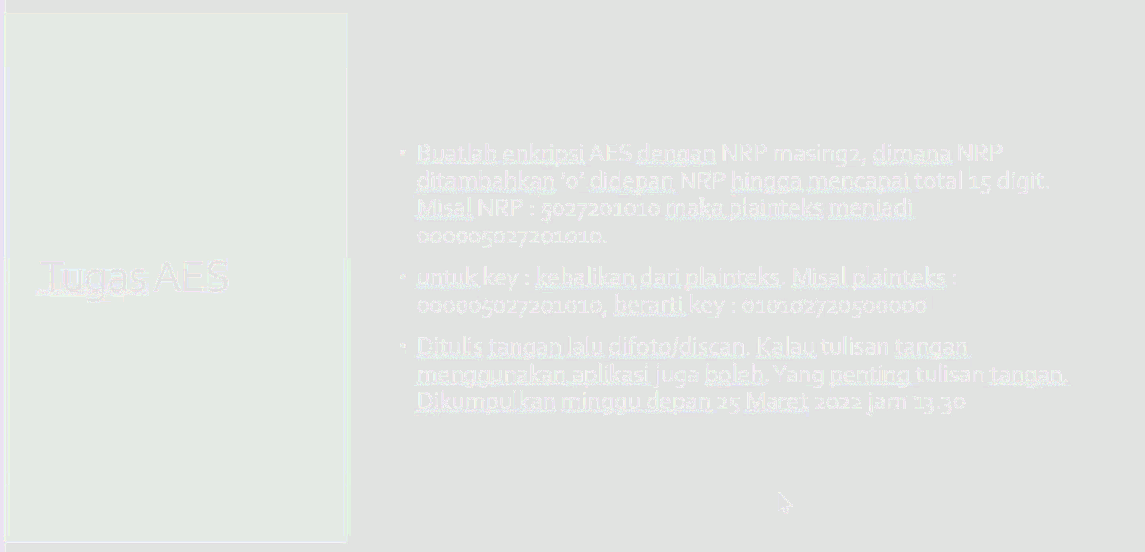 Tugas AES
• Buatlah enkripsi AES dengan NRP masing2, dimana NRP
ditambahkan '0' didepan NRP hingga mencapai total 15 digit.
Misal NRP : 5027201010 maka plainteks menjadi
000005027201010.
• untuk key : kebalikan dari plainteks. Misal plainteks :
000005027201010, berarti key : 010102720500000
• Ditulis tangan lalu difoto/discan. Kalau tulisan tangan
menggunakan aplikasi juga boleh. Yang penting tulisan tangan.
Dikumpulkan minggu depan 25 Maret 2022 jam 13.30